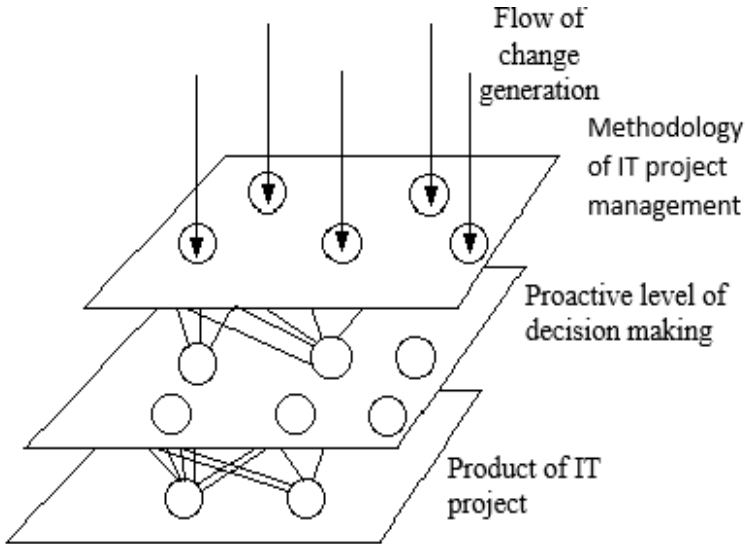 Flow of
change
generation
Methodology
of IT project
management
Proactive level of
decision making
Product of IT
project